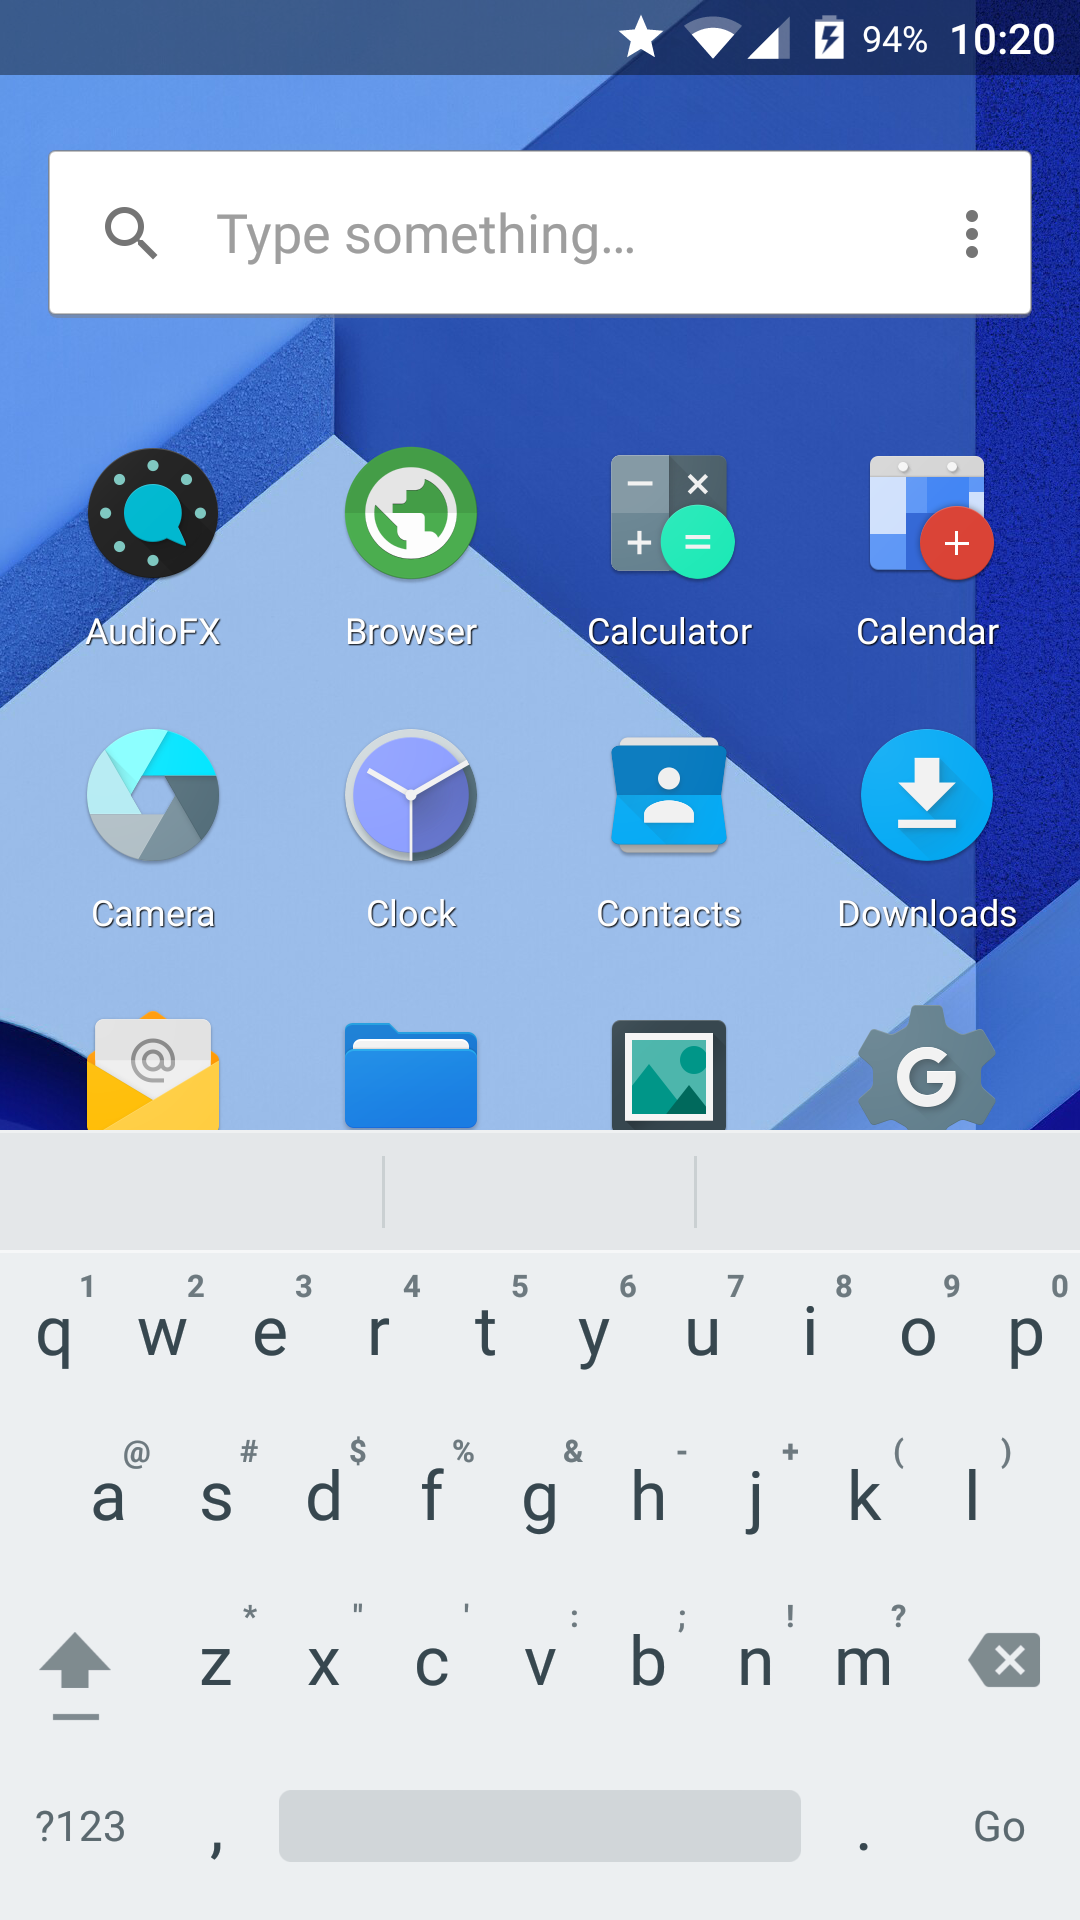 94% 10:20
Type something...
AudioFX Browser Calculator Calendar
Camera Clock Contacts Downloads
@ G
1 2 3 4 5 6 7 8 9 0
q w e r t y u i o p
@ # $ % & - + ( )
a s d f g h j k l
* " ' : ; ! ?
z x c v b n m
?123 , . Go